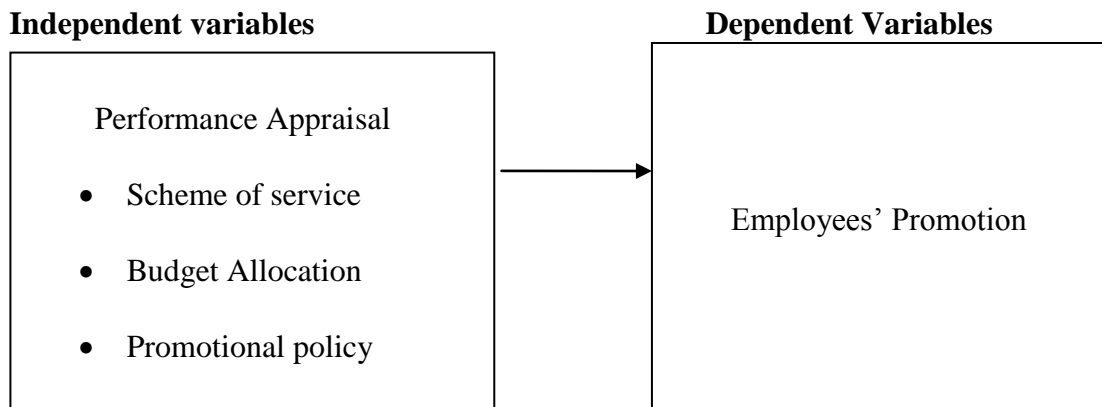 Independent variables
Dependent Variables
Performance Appraisal
• Scheme of service
• Budget Allocation
• Promotional policy
Employees’ Promotion